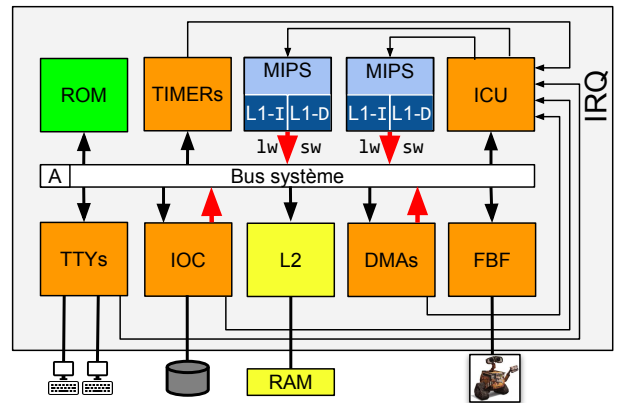 MIPS MIPS
ROM TIMERs ICU IRQ
L1-I L1-D L1-I L1-D
lw sw lw sw
A Bus système
TTYs IOC L2 DMAs FBF
RAM